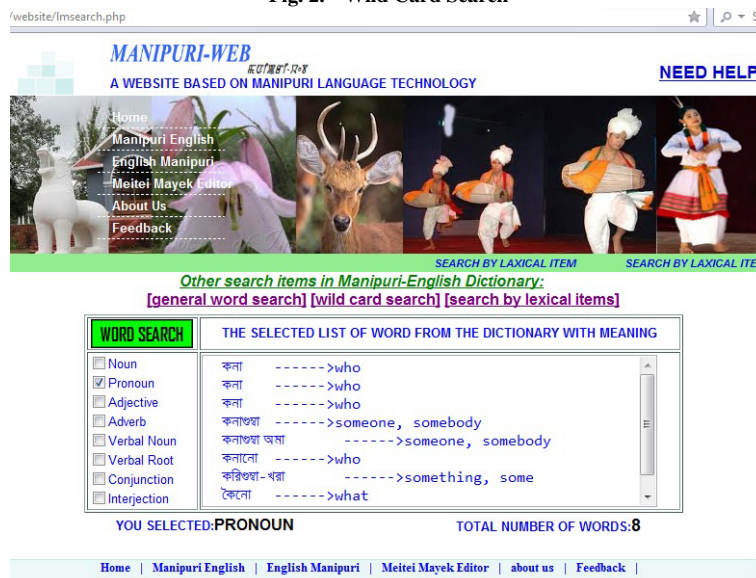 Fig. 2. Wild Card Search
/website/lmsearch.php
MANIPURI-WEB
A WEBSITE BASED ON MANIPURI LANGUAGE TECHNOLOGY
NEED HELP
Home
Manipuri English
English Manipuri
Meitei Mayek Editor
About Us
Feedback
SEARCH BY LAXICAL ITEM SEARCH BY LAXICAL ITE
Other search items in Manipuri-English Dictionary:
[general word search] [wild card search] [search by lexical items]
WORD SEARCH THE SELECTED LIST OF WORD FROM THE DICTIONARY WITH MEANING
Noun
Pronoun
Adjective
Adverb
Verbal Noun
Verbal Root
Conjunction
Interjection
কনা ------>who
কনা ------>who
কনা ------>who
কনাগুম্বা ------>someone, somebody
কনাগুম্বা অমা ------>someone, somebody
কনানো ------>who
করিগুম্বা-খরা ------>something, some
কৈনো ------>what
YOU SELECTED:PRONOUN TOTAL NUMBER OF WORDS:8
Home | Manipuri English | English Manipuri | Meitei Mayek Editor | about us | Feedback |